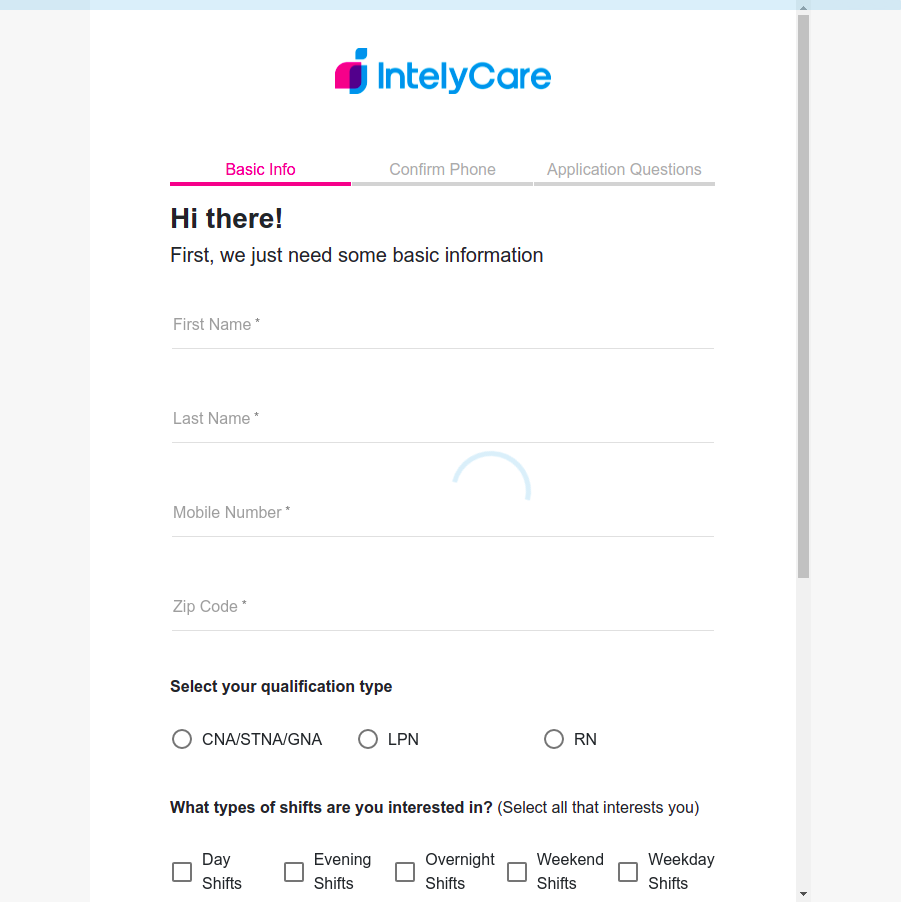 IntelyCare
Basic Info Confirm Phone Application Questions
Hi there!
First, we just need some basic information
First Name *
Last Name *
Mobile Number *
Zip Code *
Select your qualification type
CNA/STNA/GNA LPN RN
What types of shifts are you interested in? (Select all that interests you)
Day Evening Overnight Weekend Weekday
Shifts Shifts Shifts Shifts Shifts